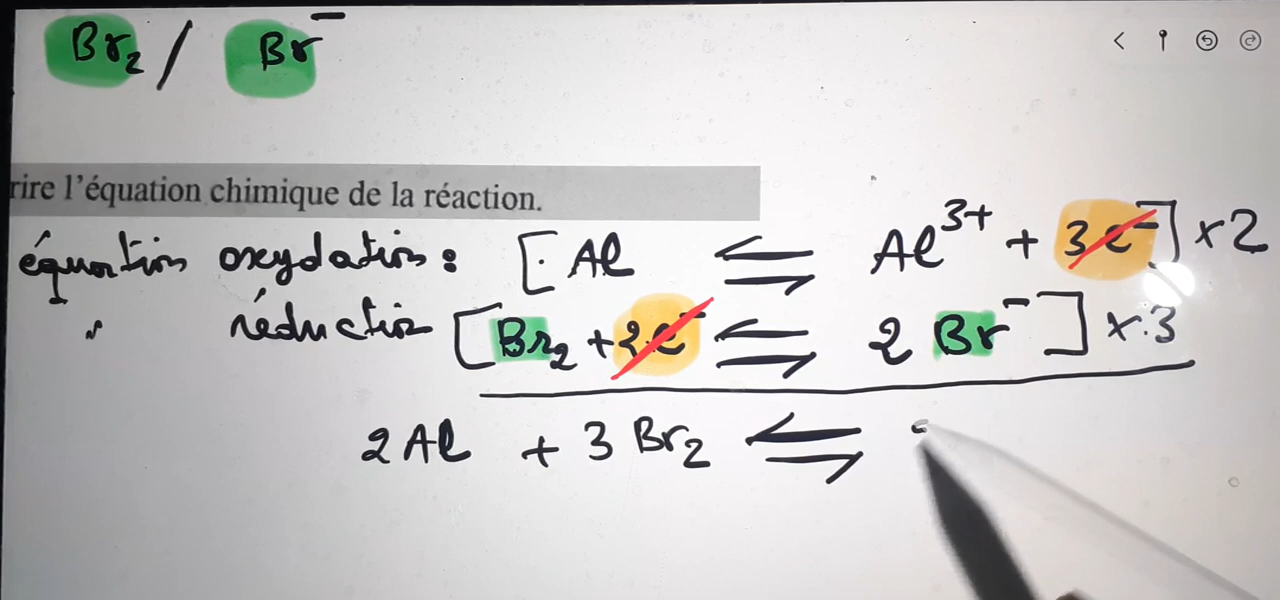 Br₂ / Br⁻
rire l'équation chimique de la réaction.
équation oxydation : [· Al ⇌ Al³⁺ + 3e⁻] × 2
" réduction [Br₂ + 2e⁻ ⇌ 2 Br⁻] × 3
2 Al + 3 Br₂ ⇌